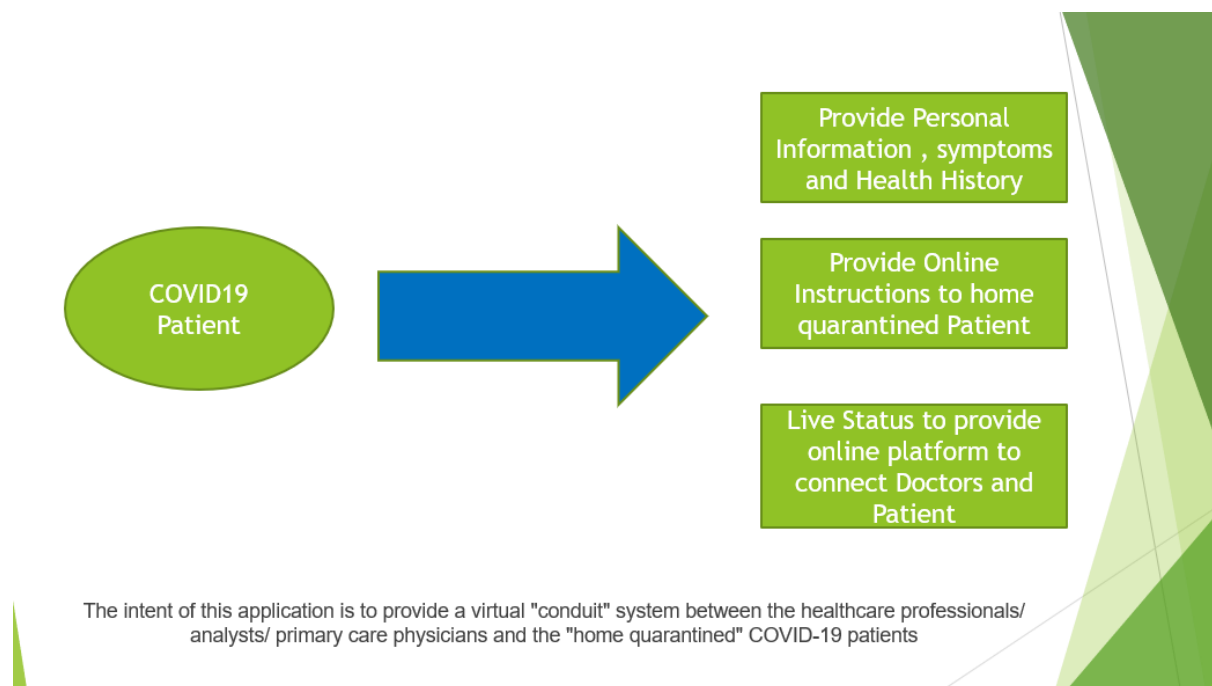 COVID19
Patient
Provide Personal
Information , symptoms
and Health History
Provide Online
Instructions to home
quarantined Patient
Live Status to provide
online platform to
connect Doctors and
Patient
The intent of this application is to provide a virtual "conduit" system between the healthcare professionals/
analysts/ primary care physicians and the "home quarantined" COVID-19 patients